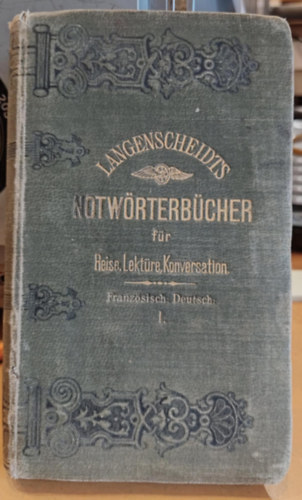 LANGENSCHEIDTS
NOTWÖRTERBÜCHER
für
Reise, Lektüre, Konversation.
Französisch Deutsch.
I.